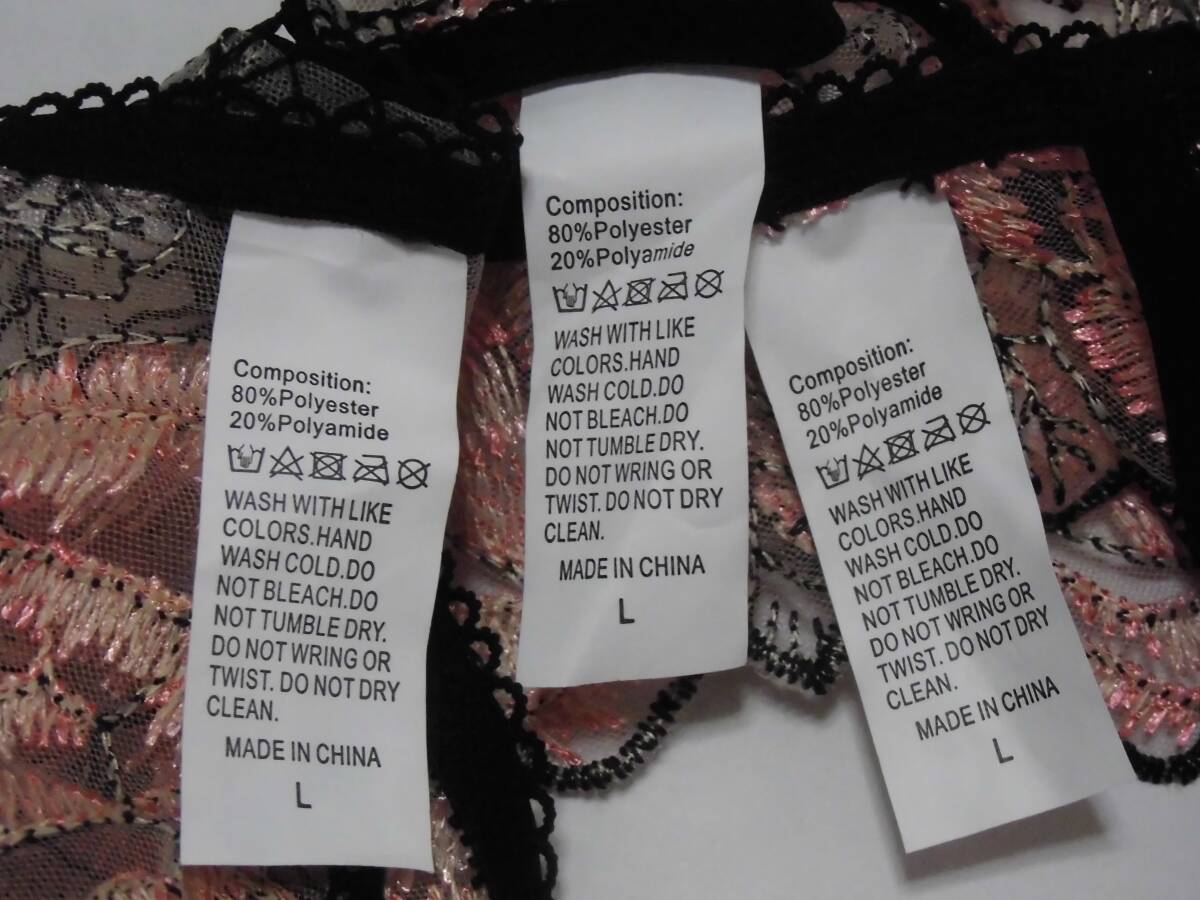 Composition:
80%Polyester
20%Polyamide
WASH WITH LIKE
COLORS.HAND
WASH COLD.DO
NOT BLEACH.DO
NOT TUMBLE DRY.
DO NOT WRING OR
TWIST. DO NOT DRY
CLEAN.
MADE IN CHINA
L
Composition:
80%Polyester
20%Polyamide
WASH WITH LIKE
COLORS.HAND
WASH COLD.DO
NOT BLEACH.DO
NOT TUMBLE DRY.
DO NOT WRING OR
TWIST. DO NOT DRY
CLEAN.
MADE IN CHINA
L
Composition:
80%Polyester
20%Polyamide
WASH WITH LIKE
COLORS.HAND
WASH COLD.DO
NOT BLEACH.DO
NOT TUMBLE DRY.
DO NOT WRING OR
TWIST. DO NOT DRY
CLEAN.
MADE IN CHINA
L